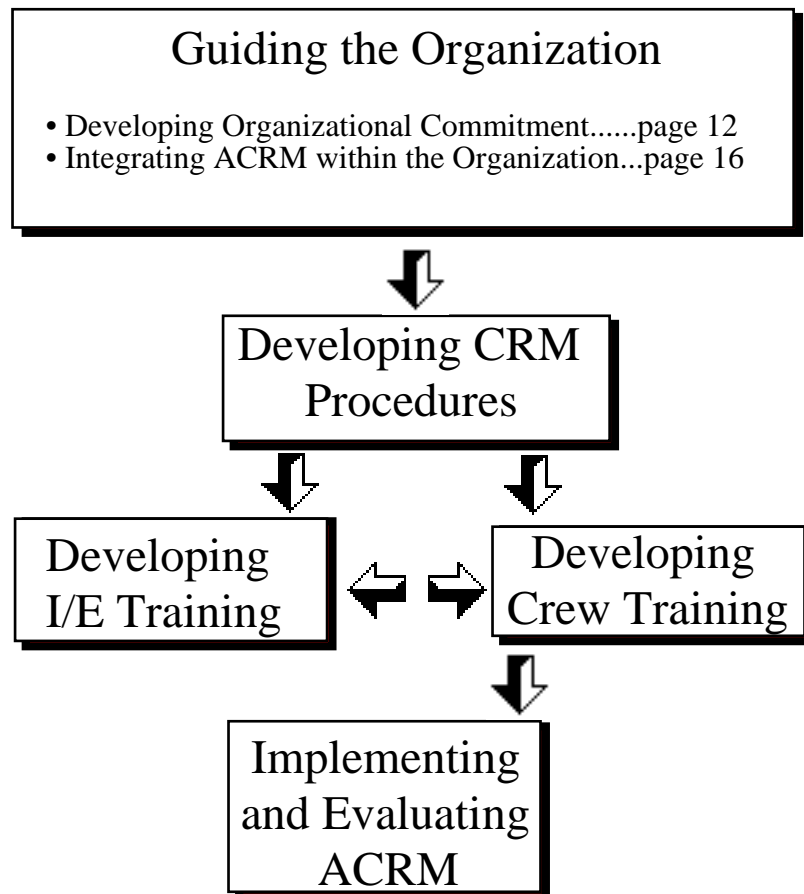 Guiding the Organization
• Developing Organizational Commitment......page 12
• Integrating ACRM within the Organization...page 16
Developing CRM
Procedures
Developing
I/E Training
Developing
Crew Training
Implementing
and Evaluating
ACRM